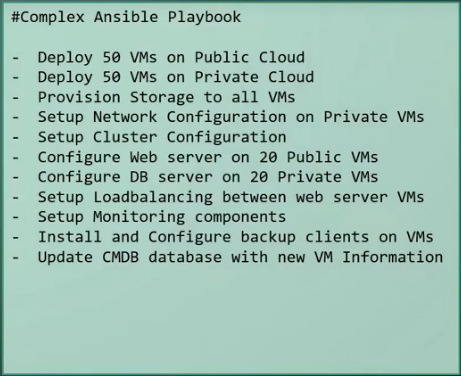 #Complex Ansible Playbook
- Deploy 50 VMs on Public Cloud
- Deploy 50 VMs on Private Cloud
- Provision Storage to all VMs
- Setup Network Configuration on Private VMs
- Setup Cluster Configuration
- Configure Web server on 20 Public VMs
- Configure DB server on 20 Private VMs
- Setup Loadbalancing between web server VMs
- Setup Monitoring components
- Install and Configure backup clients on VMs
- Update CMDB database with new VM Information